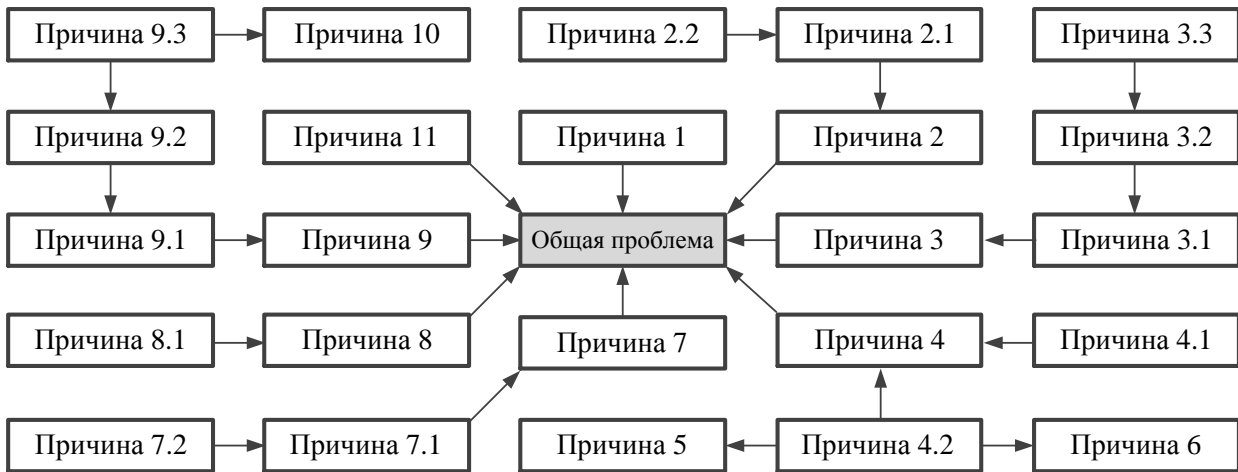 Причина 9.3
Причина 10
Причина 2.2
Причина 2.1
Причина 3.3
Причина 9.2
Причина 11
Причина 1
Причина 2
Причина 3.2
Причина 9.1
Причина 9
Общая проблема
Причина 3
Причина 3.1
Причина 8.1
Причина 8
Причина 7
Причина 4
Причина 4.1
Причина 7.2
Причина 7.1
Причина 5
Причина 4.2
Причина 6